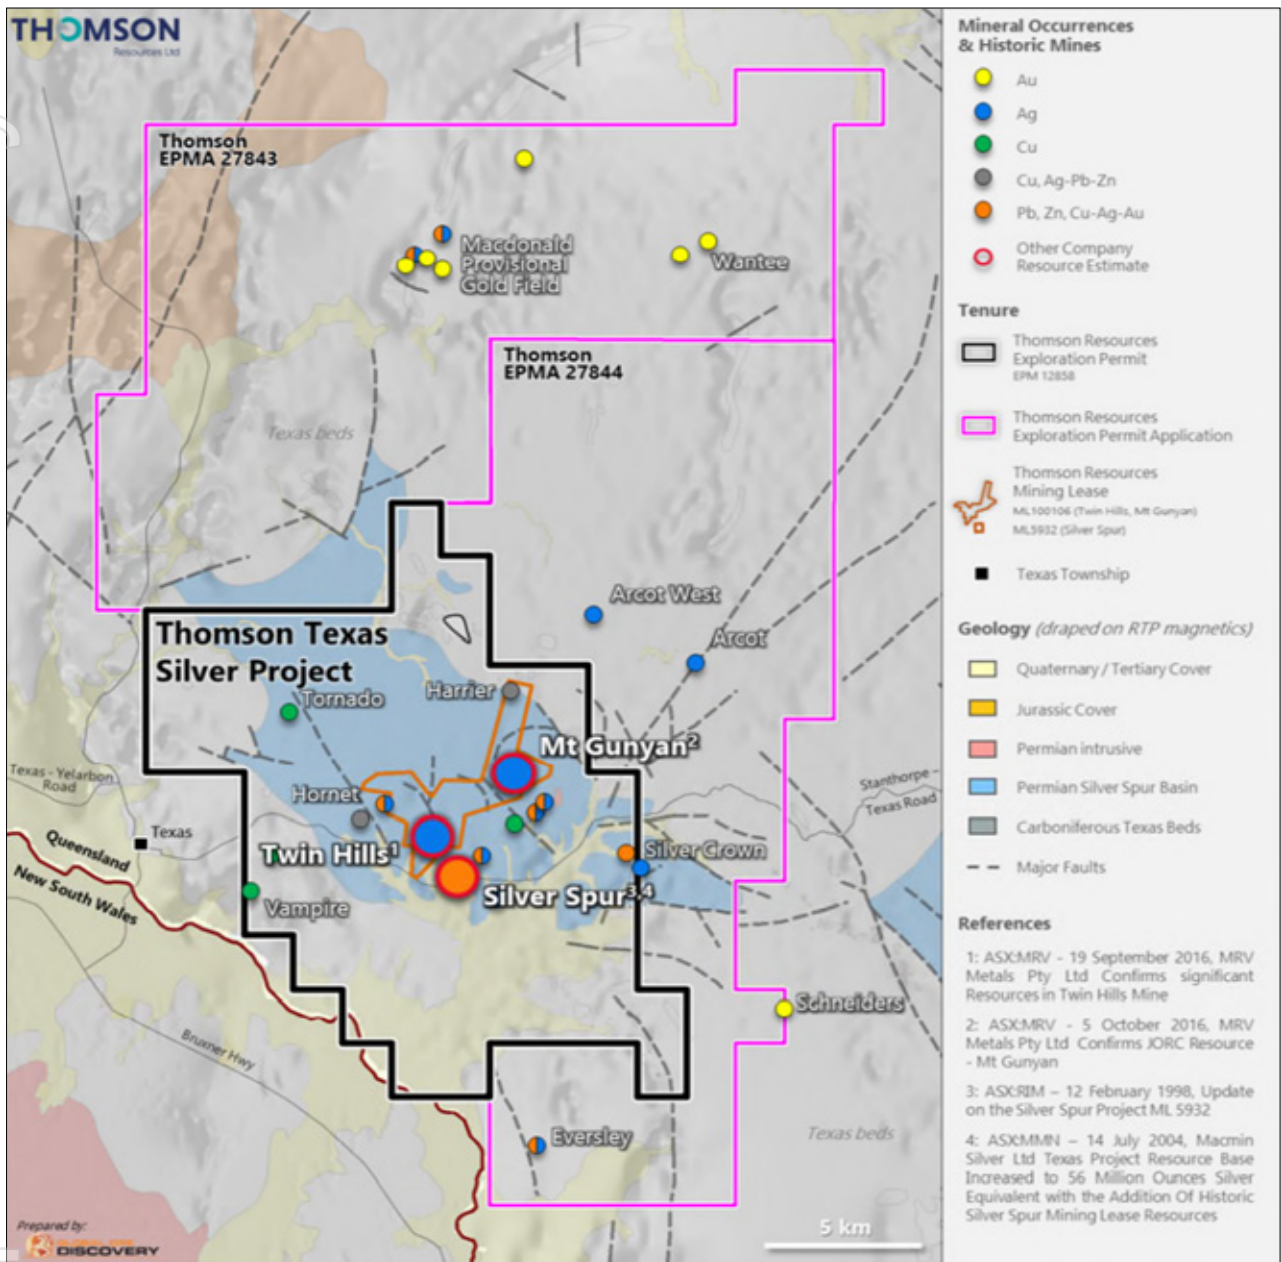 THOMSON
Resources Ltd
Thomson
EPMA 27843
Macdonald
Provisional
Gold Field
Wantee
Thomson
EPMA 27844
Texas beds
Arcot West
Arcot
Thomson Texas
Silver Project
Tornado
Harrier
Mt Gunyan2
Hornet
Texas - Yelarbon
Road
Texas
Stanthorpe -
Texas Road
Queensland
New South Wales
Twin Hills1
Silver Crown
Silver Spur3,4
Vampire
Schneiders
Bruxner Hwy
Eversley
Texas beds
5 km
Prepared by:
GLOBAL ORE
DISCOVERY
Mineral Occurrences
& Historic Mines
Au
Ag
Cu
Cu, Ag-Pb-Zn
Pb, Zn, Cu-Ag-Au
Other Company
Resource Estimate
Tenure
Thomson Resources
Exploration Permit
EPM 12858
Thomson Resources
Exploration Permit Application
Thomson Resources
Mining Lease
ML100106 (Twin Hills, Mt Gunyan)
ML5932 (Silver Spur)
Texas Township
Geology (draped on RTP magnetics)
Quaternary / Tertiary Cover
Jurassic Cover
Permian intrusive
Permian Silver Spur Basin
Carboniferous Texas Beds
Major Faults
References
1: ASX:MRV - 19 September 2016, MRV
Metals Pty Ltd Confirms significant
Resources in Twin Hills Mine
2: ASX:MRV - 5 October 2016, MRV
Metals Pty Ltd Confirms JORC Resource
- Mt Gunyan
3: ASX:RIM – 12 February 1998, Update
on the Silver Spur Project ML 5932
4: ASX:MMN – 14 July 2004, Macmin
Silver Ltd Texas Project Resource Base
Increased to 56 Million Ounces Silver
Equivalent with the Addition Of Historic
Silver Spur Mining Lease Resources